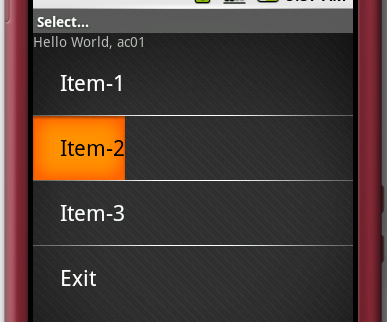 Select...
Hello World, ac01
Item-1
Item-2
Item-3
Exit